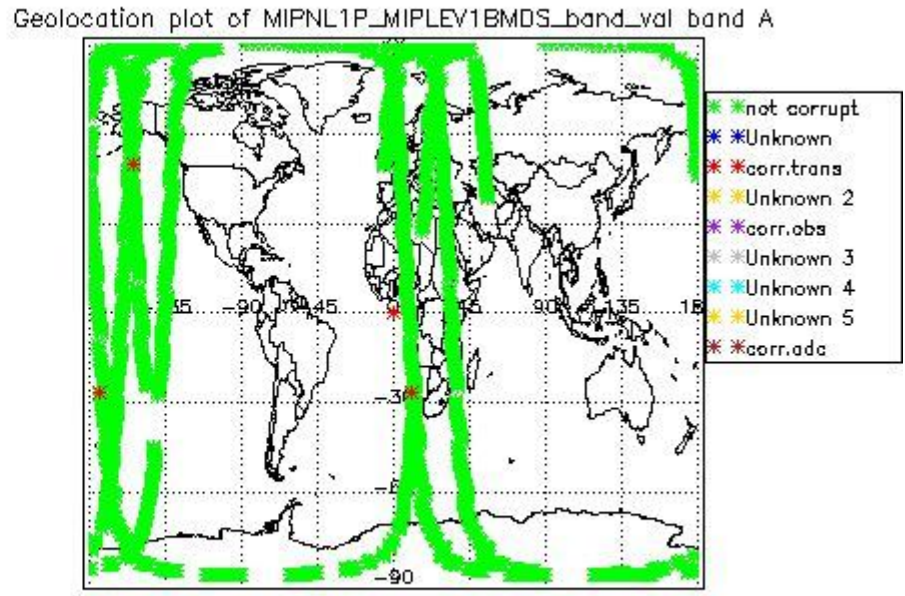 Geolocation plot of MIPNL1P_MIPLEV1BMDS_band_val band A
not corrupt
Unknown
corr.trans
Unknown 2
corr.obs
Unknown 3
Unknown 4
Unknown 5
corr.adc
-90
-45
90
135
-90